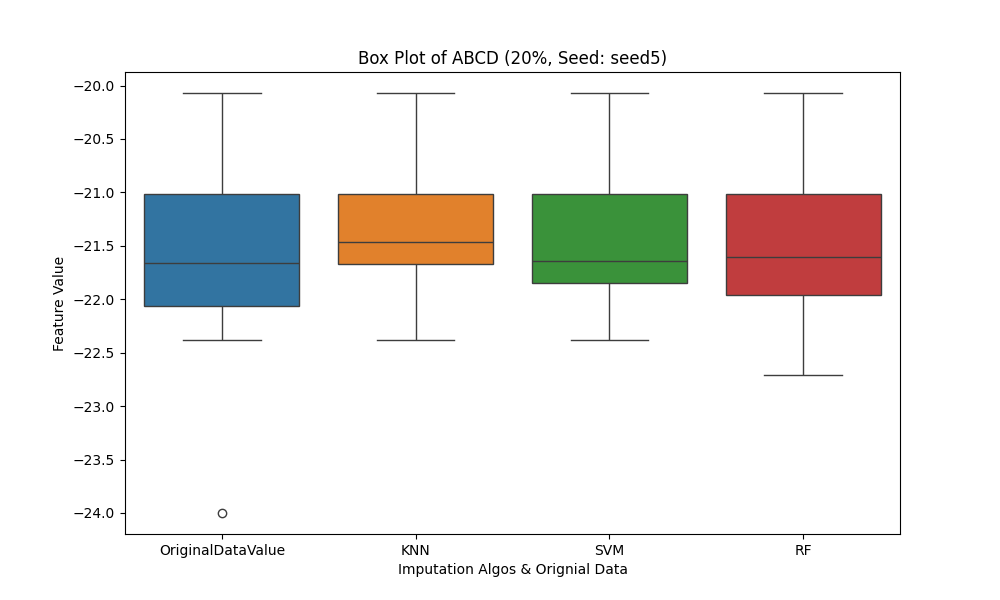 Box Plot of ABCD (20%, Seed: seed5)
Feature Value
−20.0
−20.5
−21.0
−21.5
−22.0
−22.5
−23.0
−23.5
−24.0
OriginalDataValue KNN SVM RF
Imputation Algos & Orignial Data